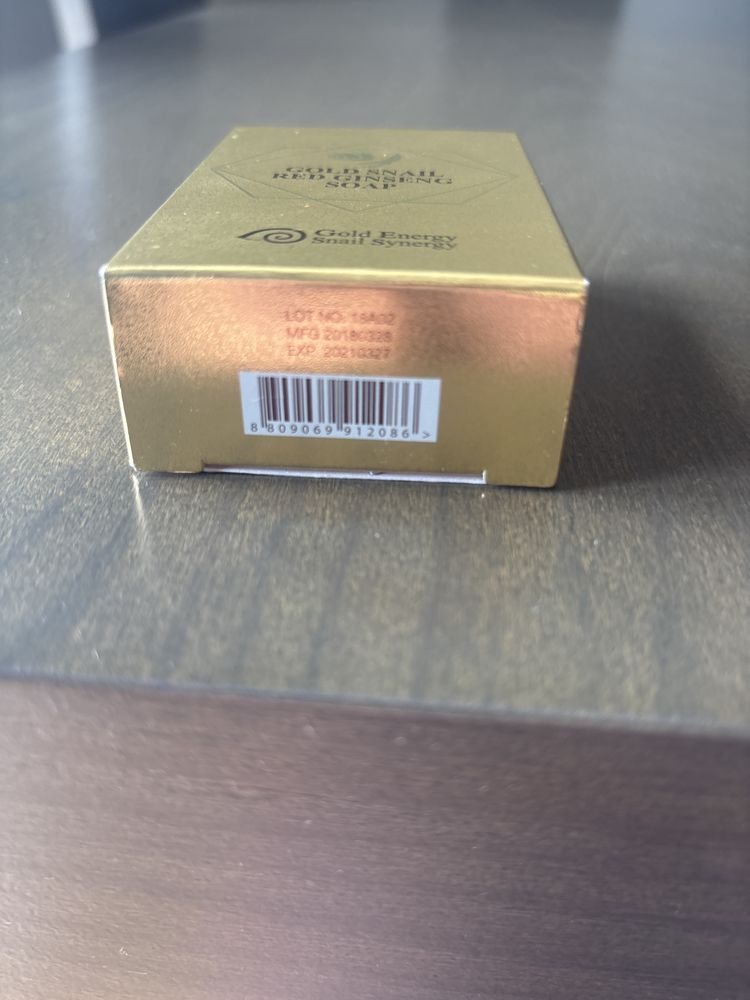 GOLD SNAIL
RED GINSENG
SOAP
Gold Energy
Snail Synergy
LOT NO: 18A02
MFG 20180328
EXP 20210327
8 809069 912086 >